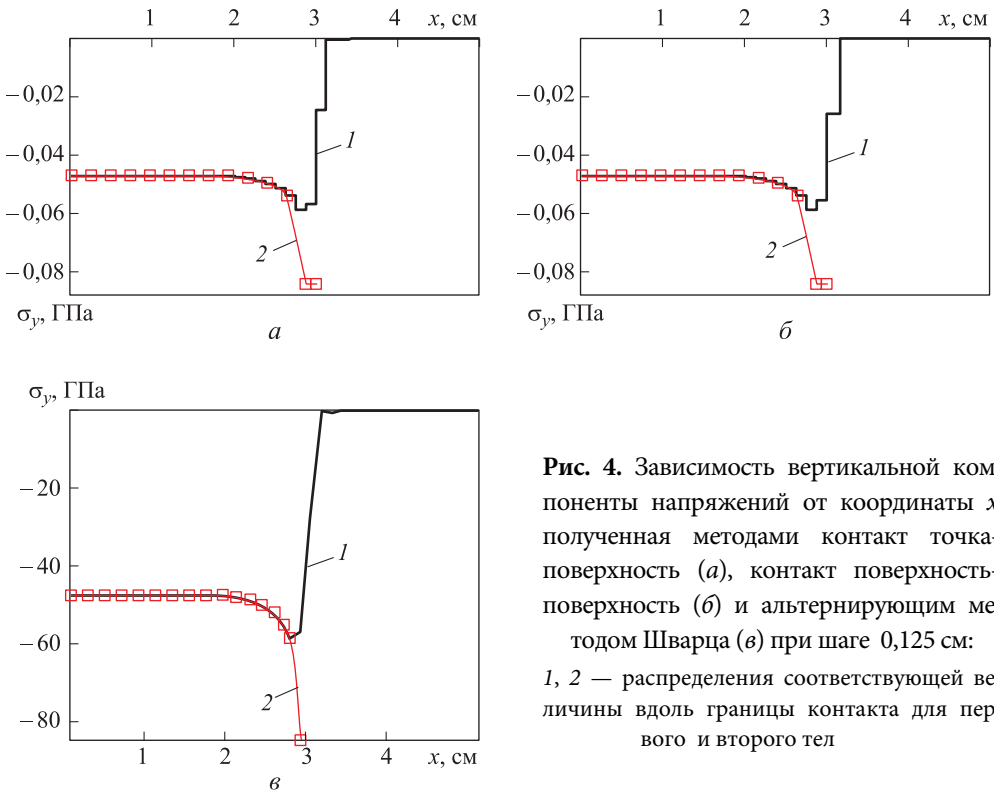 1 2 3 4 x, см
−0,02
−0,04
−0,06
−0,08
1
2
σy, ГПа
а
1 2 3 4 x, см
−0,02
−0,04
−0,06
−0,08
1
2
σy, ГПа
б
σy, ГПа
−20
−40
−60
−80
1
2
1 2 3 4 x, см
в
Рис. 4. Зависимость вертикальной ком
поненты напряжений от координаты x
полученная методами контакт точка-
поверхность (а), контакт поверхность-
поверхность (б) и альтернирующим ме
тодом Шварца (в) при шаге 0,125 см:
1, 2 — распределения соответствующей ве
личины вдоль границы контакта для пер
вого и второго тел